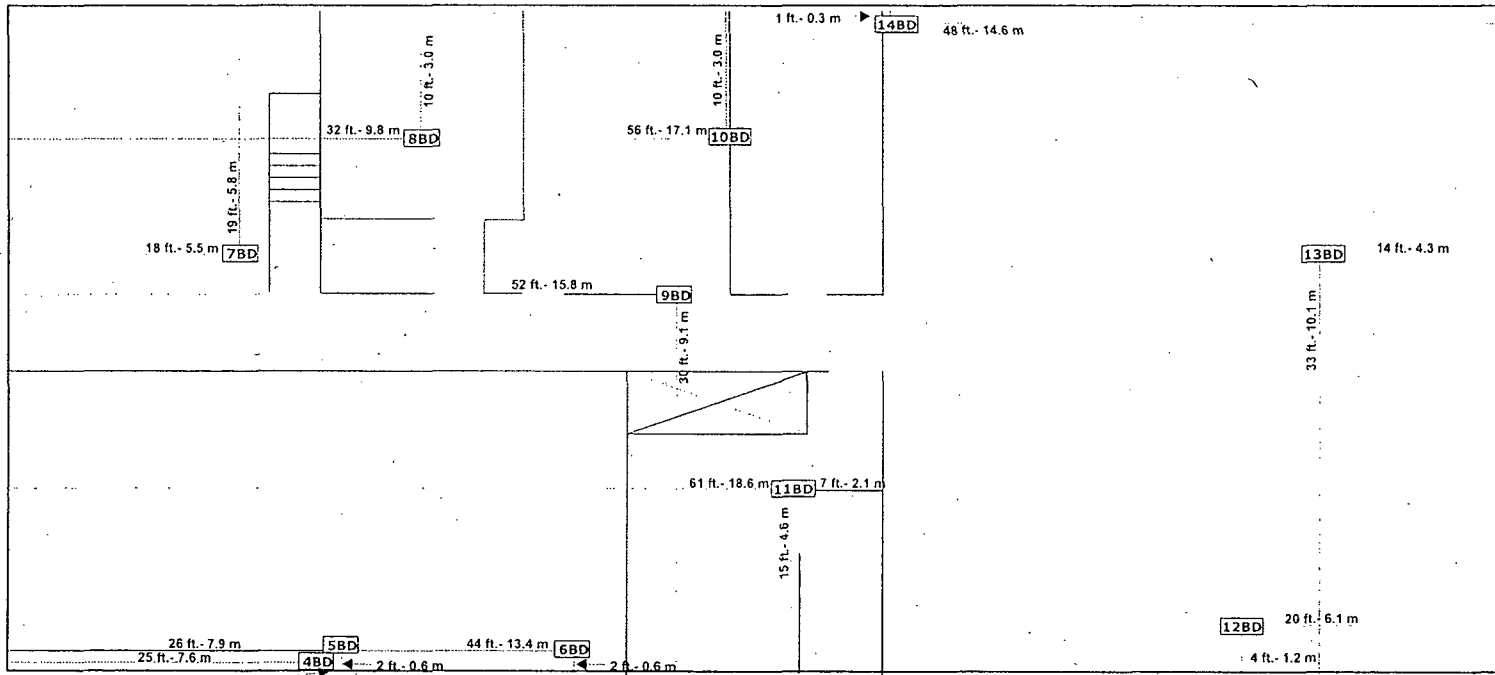 1 ft.- 0.3 m
14BD
48 ft.- 14.6 m
10 ft.- 3.0 m
10 ft.- 3.0 m
32 ft.- 9.8 m
8BD
56 ft.- 17.1 m
10BD
19 ft.- 5.8 m
18 ft.- 5.5 m
7BD
13BD
14 ft.- 4.3 m
52 ft.- 15.8 m
9BD
30 ft.- 9.1 m
33 ft.- 10.1 m
61 ft.- 18.6 m
11BD
7 ft.- 2.1 m
15 ft.- 4.6 m
12BD
20 ft.- 6.1 m
26 ft.- 7.9 m
5BD
44 ft.- 13.4 m
6BD
25 ft.- 7.6 m
4BD
2 ft.- 0.6 m
2 ft.- 0.6 m
4 ft.- 1.2 m